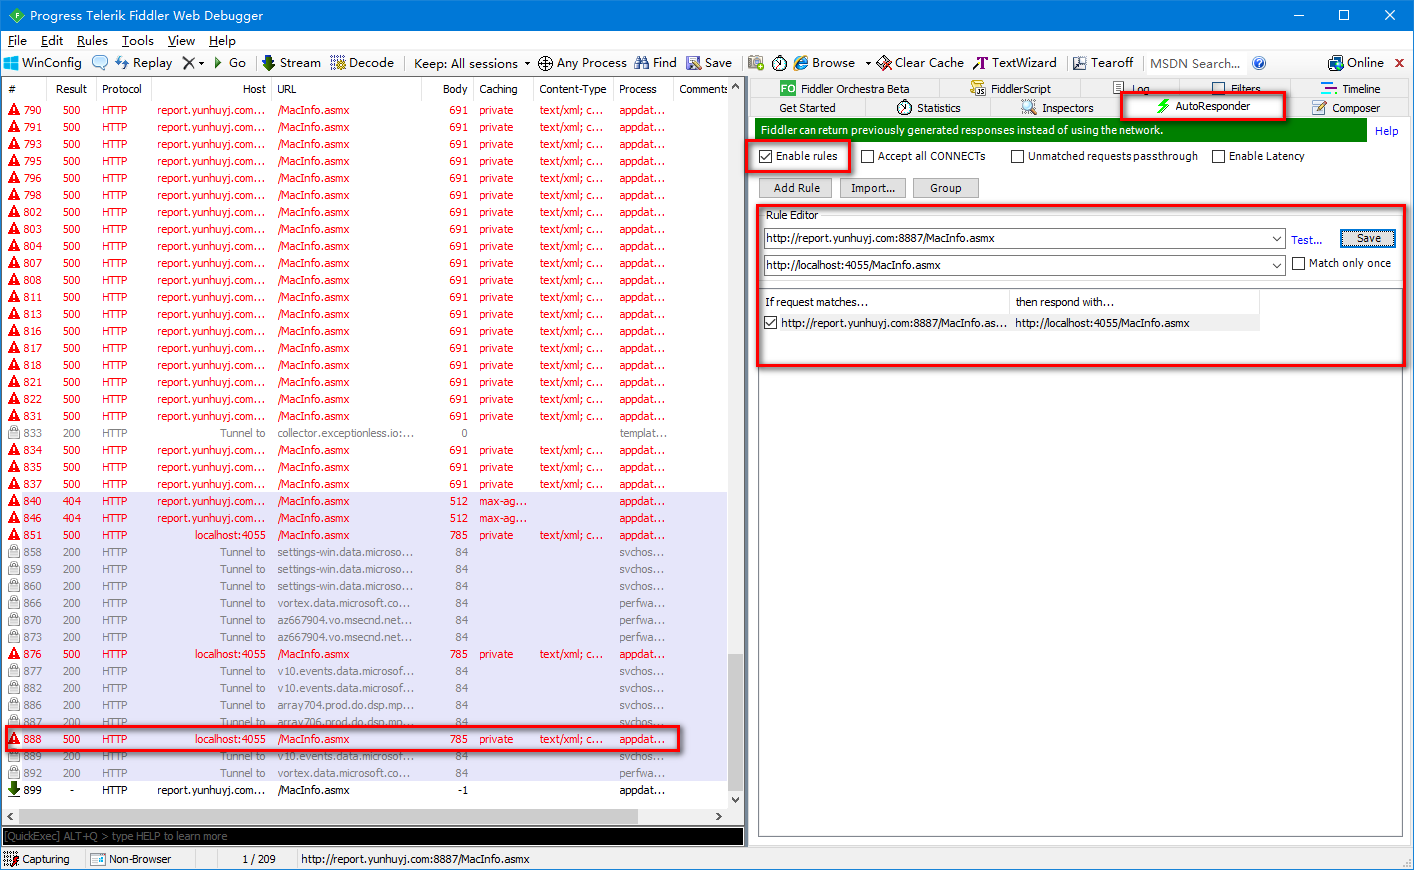 Progress Telerik Fiddler Web Debugger
File Edit Rules Tools View Help
WinConfig Replay Go Stream Decode Keep: All sessions Any Process Find Save Browse Clear Cache TextWizard Tearoff MSDN Search... Online
# Result Protocol Host URL Body Caching Content-Type Process Comments
790 500 HTTP report.yunhuyj.com... /MacInfo.asmx 691 private text/xml; c... appdat...
791 500 HTTP report.yunhuyj.com... /MacInfo.asmx 691 private text/xml; c... appdat...
793 500 HTTP report.yunhuyj.com... /MacInfo.asmx 691 private text/xml; c... appdat...
795 500 HTTP report.yunhuyj.com... /MacInfo.asmx 691 private text/xml; c... appdat...
796 500 HTTP report.yunhuyj.com... /MacInfo.asmx 691 private text/xml; c... appdat...
798 500 HTTP report.yunhuyj.com... /MacInfo.asmx 691 private text/xml; c... appdat...
802 500 HTTP report.yunhuyj.com... /MacInfo.asmx 691 private text/xml; c... appdat...
803 500 HTTP report.yunhuyj.com... /MacInfo.asmx 691 private text/xml; c... appdat...
804 500 HTTP report.yunhuyj.com... /MacInfo.asmx 691 private text/xml; c... appdat...
807 500 HTTP report.yunhuyj.com... /MacInfo.asmx 691 private text/xml; c... appdat...
808 500 HTTP report.yunhuyj.com... /MacInfo.asmx 691 private text/xml; c... appdat...
811 500 HTTP report.yunhuyj.com... /MacInfo.asmx 691 private text/xml; c... appdat...
813 500 HTTP report.yunhuyj.com... /MacInfo.asmx 691 private text/xml; c... appdat...
816 500 HTTP report.yunhuyj.com... /MacInfo.asmx 691 private text/xml; c... appdat...
817 500 HTTP report.yunhuyj.com... /MacInfo.asmx 691 private text/xml; c... appdat...
818 500 HTTP report.yunhuyj.com... /MacInfo.asmx 691 private text/xml; c... appdat...
821 500 HTTP report.yunhuyj.com... /MacInfo.asmx 691 private text/xml; c... appdat...
822 500 HTTP report.yunhuyj.com... /MacInfo.asmx 691 private text/xml; c... appdat...
831 500 HTTP report.yunhuyj.com... /MacInfo.asmx 691 private text/xml; c... appdat...
833 200 HTTP Tunnel to collector.exceptionless.io:... 0 templat...
834 500 HTTP report.yunhuyj.com... /MacInfo.asmx 691 private text/xml; c... appdat...
835 500 HTTP report.yunhuyj.com... /MacInfo.asmx 691 private text/xml; c... appdat...
837 500 HTTP report.yunhuyj.com... /MacInfo.asmx 691 private text/xml; c... appdat...
840 404 HTTP report.yunhuyj.com... /MacInfo.asmx 512 max-ag... appdat...
846 404 HTTP report.yunhuyj.com... /MacInfo.asmx 512 max-ag... appdat...
851 500 HTTP localhost:4055 /MacInfo.asmx 785 private text/xml; c... appdat...
858 200 HTTP Tunnel to settings-win.data.microso... 84 svchos...
859 200 HTTP Tunnel to settings-win.data.microso... 84 svchos...
860 200 HTTP Tunnel to settings-win.data.microso... 84 svchos...
866 200 HTTP Tunnel to vortex.data.microsoft.co... 84 perfwa...
870 200 HTTP Tunnel to az667904.vo.msecnd.net... 84 perfwa...
873 200 HTTP Tunnel to az667904.vo.msecnd.net... 84 perfwa...
876 500 HTTP localhost:4055 /MacInfo.asmx 785 private text/xml; c... appdat...
877 200 HTTP Tunnel to v10.events.data.microsof... 84 svchos...
882 200 HTTP Tunnel to v10.events.data.microsof... 84 svchos...
886 200 HTTP Tunnel to array704.prod.do.dsp.mp... 84 svchos...
887 200 HTTP Tunnel to array706.prod.do.dsp.mp... 84 svchos...
888 500 HTTP localhost:4055 /MacInfo.asmx 785 private text/xml; c... appdat...
889 200 HTTP Tunnel to v10.events.data.microsof... 84 svchos...
892 200 HTTP Tunnel to vortex.data.microsoft.co... 84 perfwa...
899 - HTTP report.yunhuyj.com... /MacInfo.asmx -1 appdat...
[QuickExec] ALT+Q > type HELP to learn more
Capturing Non-Browser 1 / 209 http://report.yunhuyj.com:8887/MacInfo.asmx
FO Fiddler Orchestra Beta FiddlerScript Log Filters Timeline
Get Started Statistics Inspectors AutoResponder Composer
Fiddler can return previously generated responses instead of using the network. Help
Enable rules Accept all CONNECTs Unmatched requests passthrough Enable Latency
Add Rule Import... Group
Rule Editor
http://report.yunhuyj.com:8887/MacInfo.asmx Test... Save
http://localhost:4055/MacInfo.asmx Match only once
If request matches... then respond with...
http://report.yunhuyj.com:8887/MacInfo.as... http://localhost:4055/MacInfo.asmx